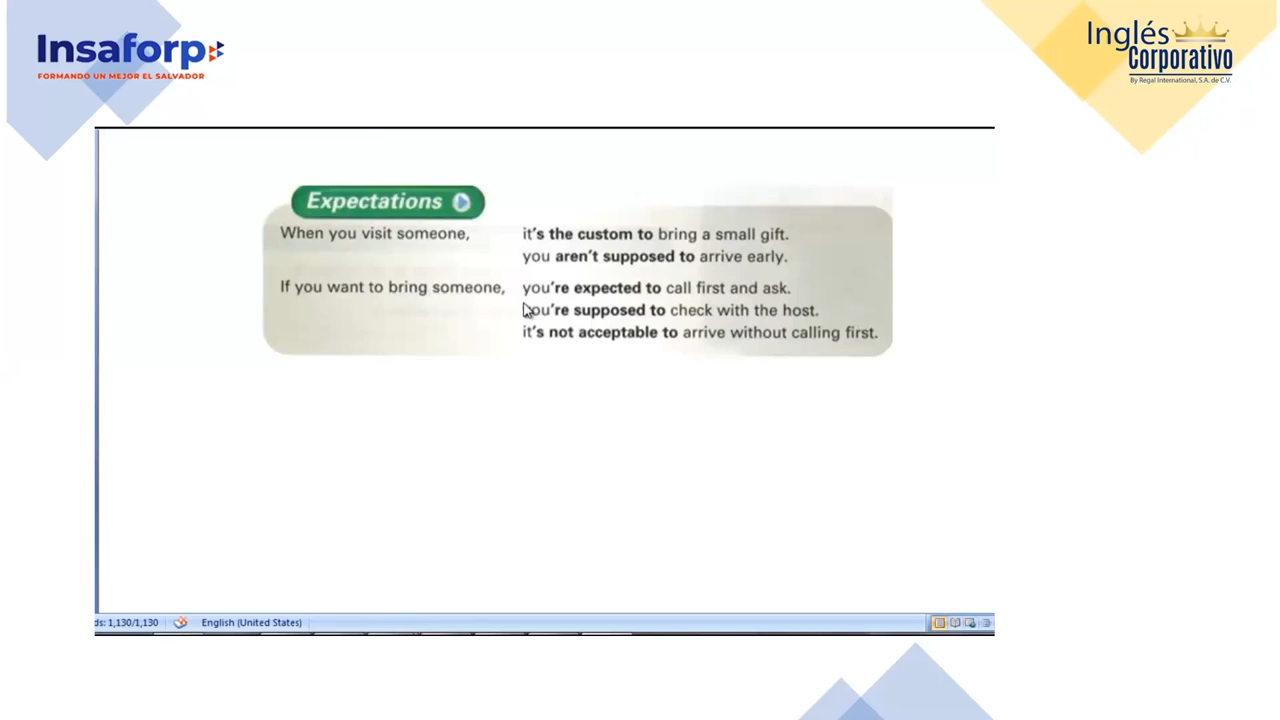 Insaforp
FORMANDO UN MEJOR EL SALVADOR
Inglés
Corporativo
By Regal International, S.A. de C.V.
Expectations
When you visit someone, it's the custom to bring a small gift.
you aren't supposed to arrive early.
If you want to bring someone, you're expected to call first and ask.
you're supposed to check with the host.
it's not acceptable to arrive without calling first.
ds: 1,130/1,130 English (United States)